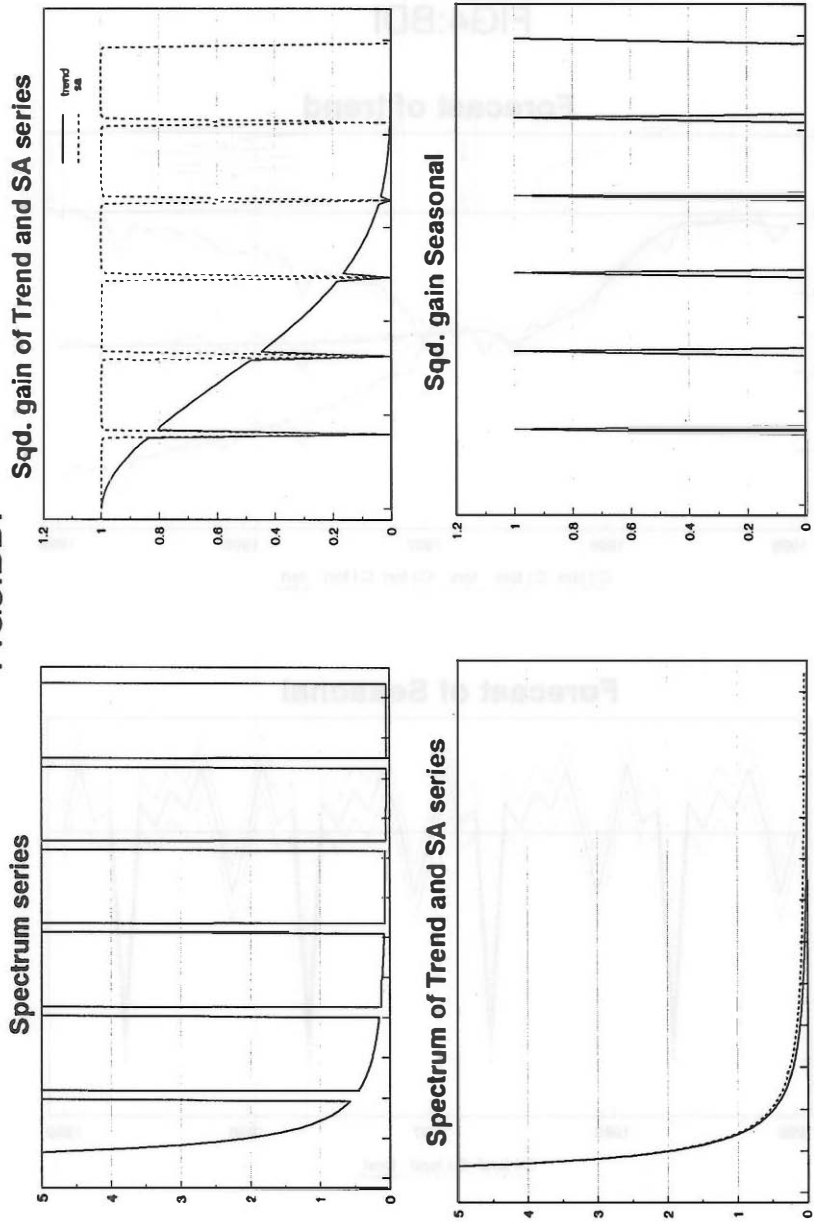 Spectrum series
5
4
3
2
1
0
Sqd. gain of Trend and SA series
trend
sa
1.2
1
0.8
0.6
0.4
0.2
0
Spectrum of Trend and SA series
5
4
3
2
1
0
Sqd. gain Seasonal
1.2
1
0.8
0.6
0.4
0.2
0
FIG4:BDI
Forecast of trend
Forecast of Seasonal